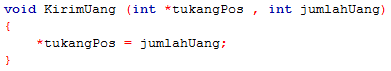 void KirimUang (int *tukangPos , int jumlahUang)
{
    *tukangPos = jumlahUang;
}